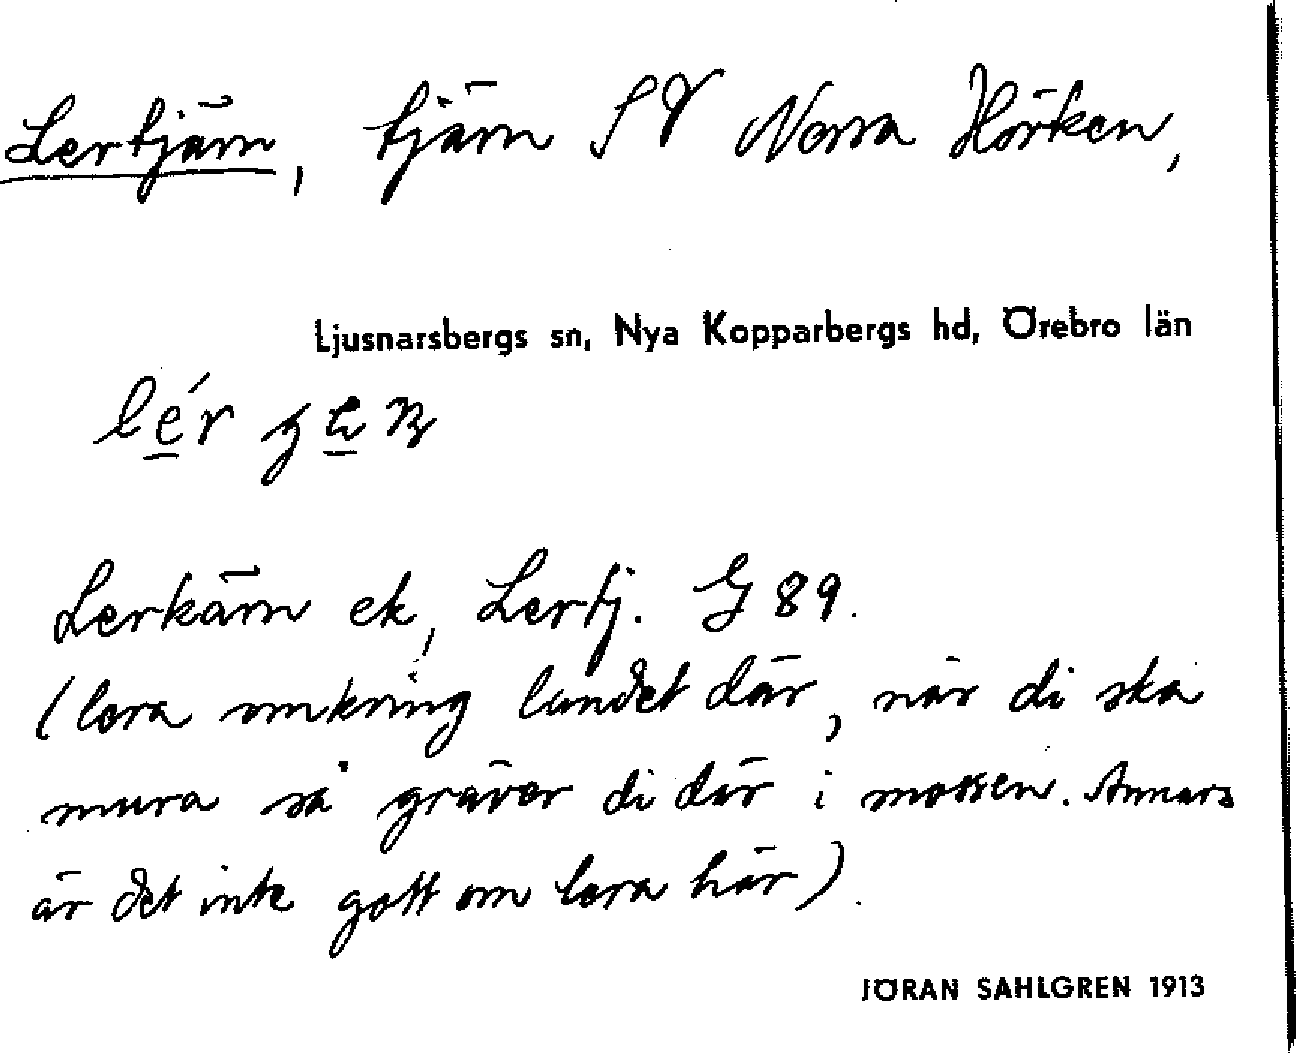 Lertjärn, tjärn SV Norra Hörken,
Ljusnarsbergs sn, Nya Kopparbergs hd, Örebro län
Lerkärn ek, Lertj. G 89.
(lera omkring landet där, när di ska
mura så gräver di där i mossen. Annars
är det inte gott om lera här).
JÖRAN SAHLGREN 1913